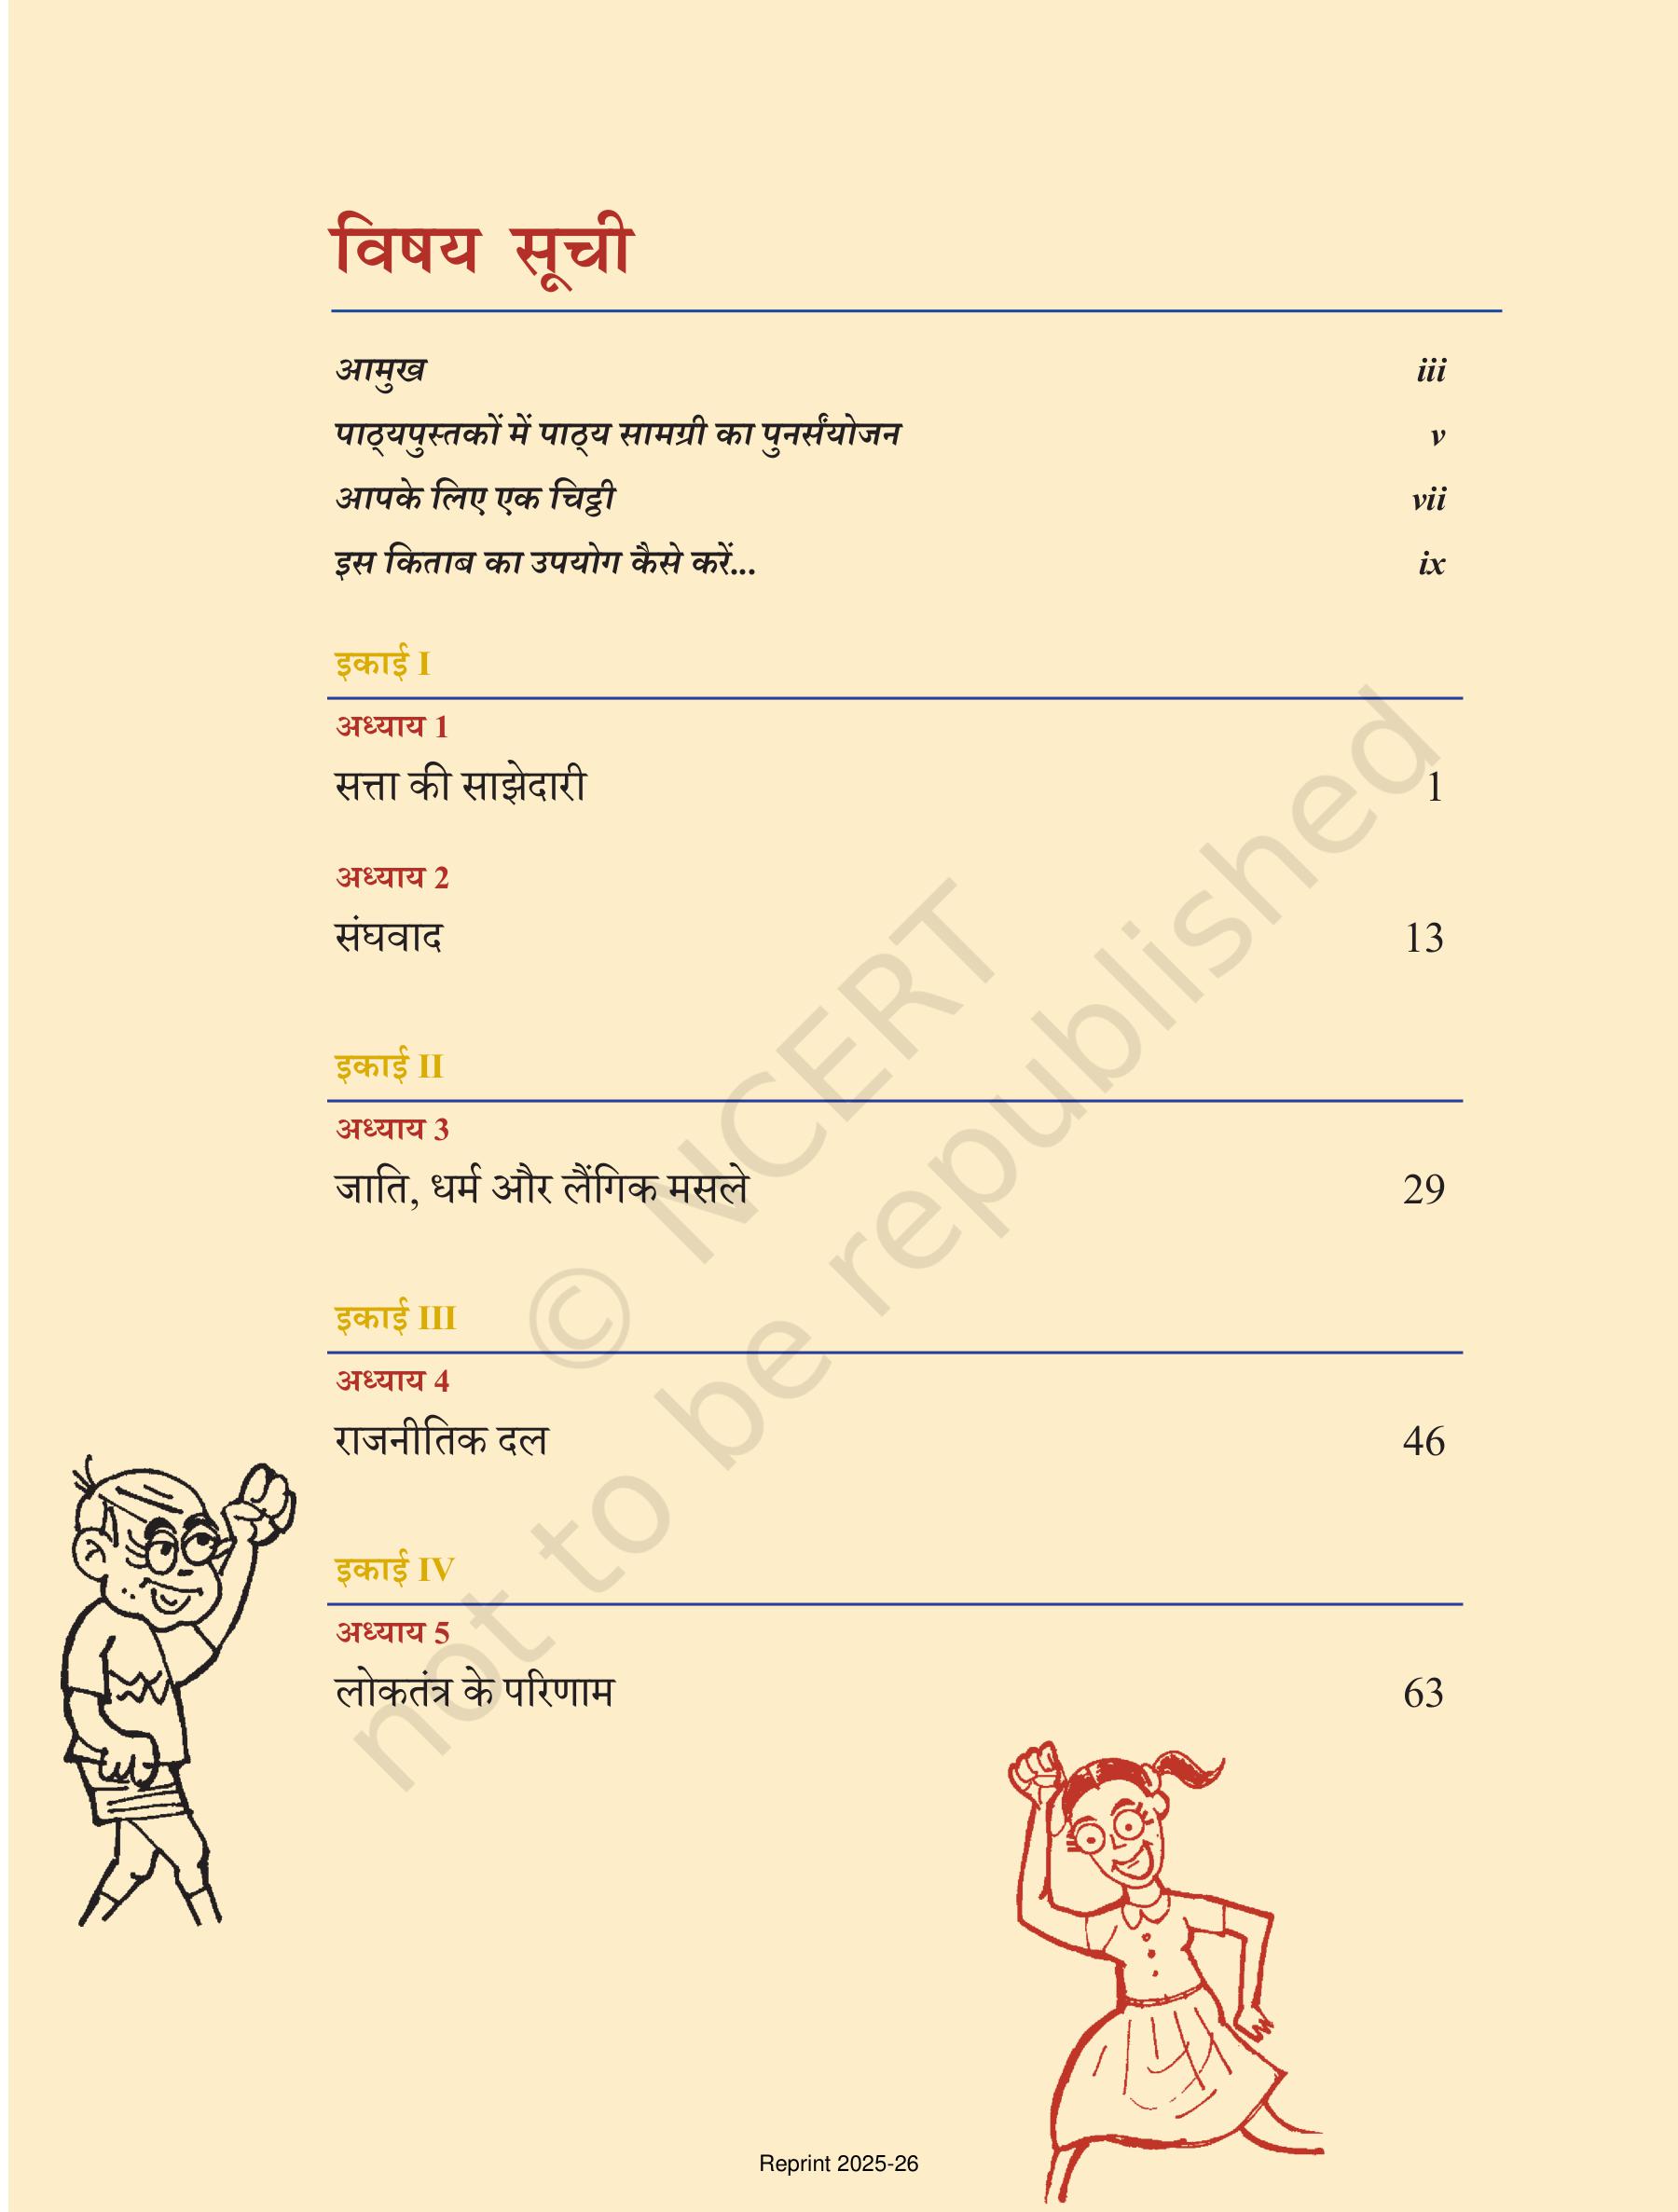 विषय सूची
आमुख iii
पाठ्यपुस्तकों में पाठ्य सामग्री का पुनर्संयोजन v
आपके लिए एक चिट्ठी vii
इस किताब का उपयोग कैसे करें... ix
इकाई I
अध्याय 1
सत्ता की साझेदारी 1
अध्याय 2
संघवाद 13
इकाई II
अध्याय 3
जाति, धर्म और लैंगिक मसले 29
इकाई III
अध्याय 4
राजनीतिक दल 46
इकाई IV
अध्याय 5
लोकतंत्र के परिणाम 63
© NCERT
not to be republished
Reprint 2025-26